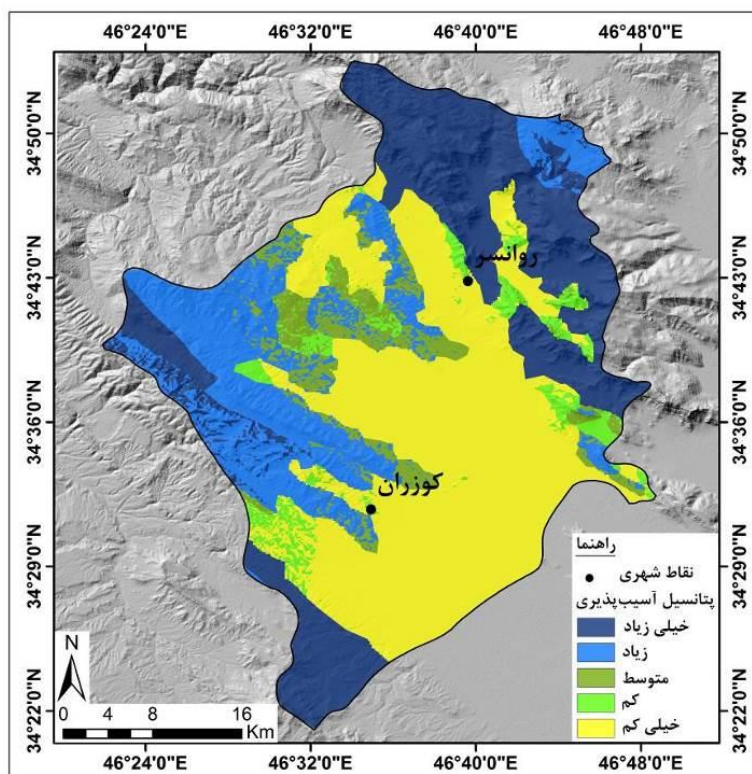 46°24'0"E 46°32'0"E 46°40'0"E 46°48'0"E
34°50'0"N 34°50'0"N
34°43'0"N 34°43'0"N
34°36'0"N 34°36'0"N
34°29'0"N 34°29'0"N
34°22'0"N 34°22'0"N
روانسر
کوزران
راهنما
نقاط شهری
پتانسیل آسیب‌پذیری
خیلی زیاد
زیاد
متوسط
کم
خیلی کم
N
0 4 8 16
Km
46°24'0"E 46°32'0"E 46°40'0"E 46°48'0"E